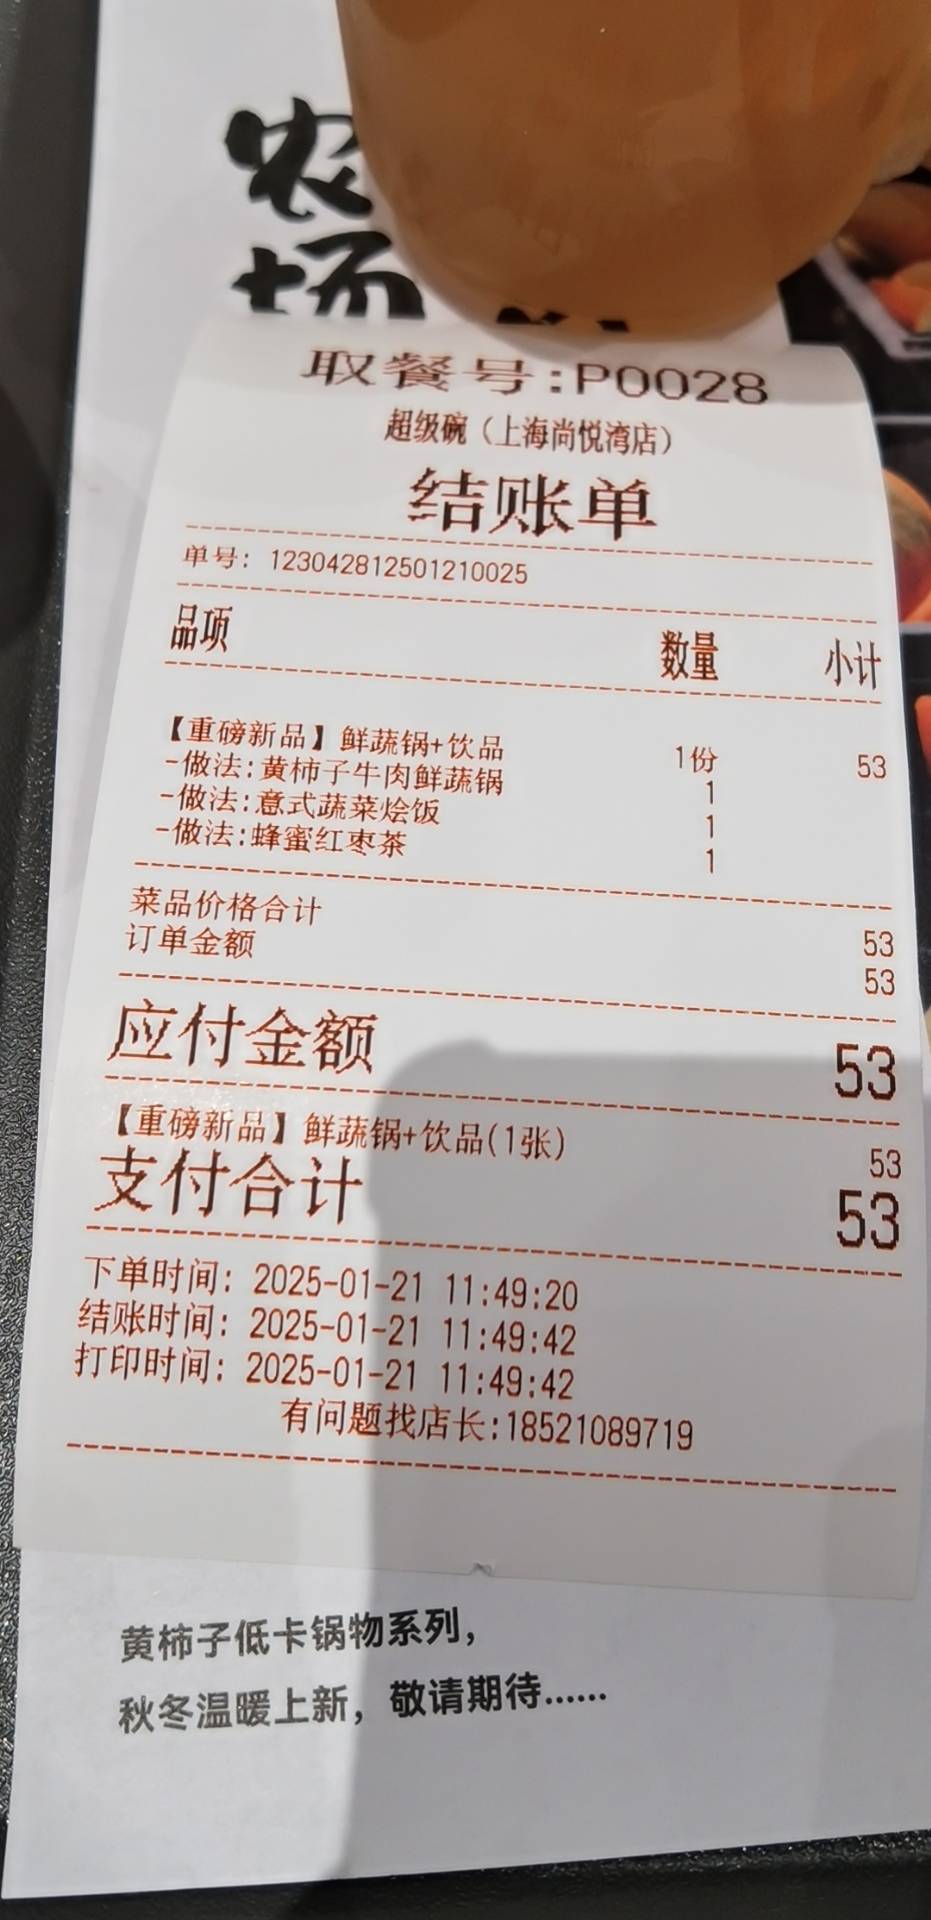 农
场
取餐号:P0028
超级碗（上海尚悦湾店）
结账单
单号: 123042812501210025
品项 数量 小计
【重磅新品】鲜蔬锅+饮品 1份 53
-做法:黄柿子牛肉鲜蔬锅 1
-做法:意式蔬菜烩饭 1
-做法:蜂蜜红枣茶 1
菜品价格合计 53
订单金额 53
应付金额 53
【重磅新品】鲜蔬锅+饮品(1张) 53
支付合计 53
下单时间: 2025-01-21 11:49:20
结账时间: 2025-01-21 11:49:42
打印时间: 2025-01-21 11:49:42
有问题找店长:18521089719
黄柿子低卡锅物系列，
秋冬温暖上新，敬请期待......